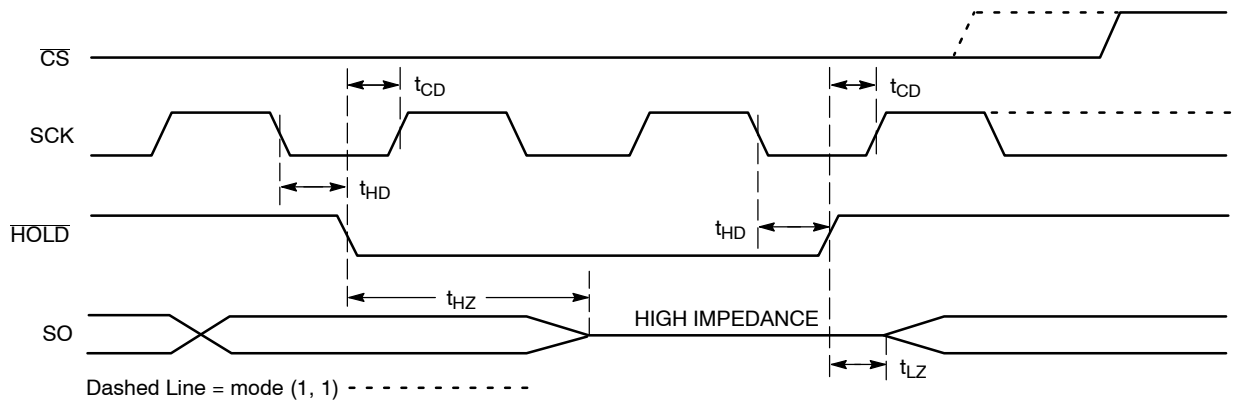 CS
tCD
tCD
SCK
tHD
HOLD
tHD
tHZ
HIGH IMPEDANCE
SO
tLZ
Dashed Line = mode (1, 1)